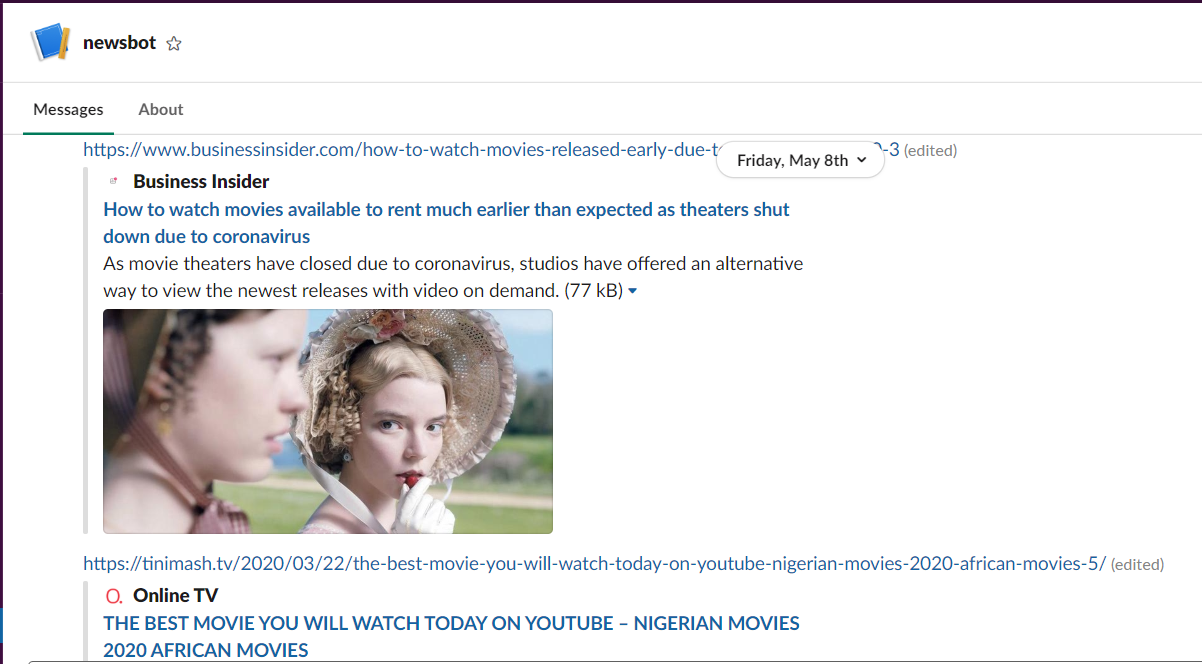 newsbot
Messages About
https://www.businessinsider.com/how-to-watch-movies-released-early-due-t
-3 (edited)
Friday, May 8th
Business Insider
How to watch movies available to rent much earlier than expected as theaters shut
down due to coronavirus
As movie theaters have closed due to coronavirus, studios have offered an alternative
way to view the newest releases with video on demand. (77 kB)
https://tinimash.tv/2020/03/22/the-best-movie-you-will-watch-today-on-youtube-nigerian-movies-2020-african-movies-5/ (edited)
O. Online TV
THE BEST MOVIE YOU WILL WATCH TODAY ON YOUTUBE – NIGERIAN MOVIES
2020 AFRICAN MOVIES